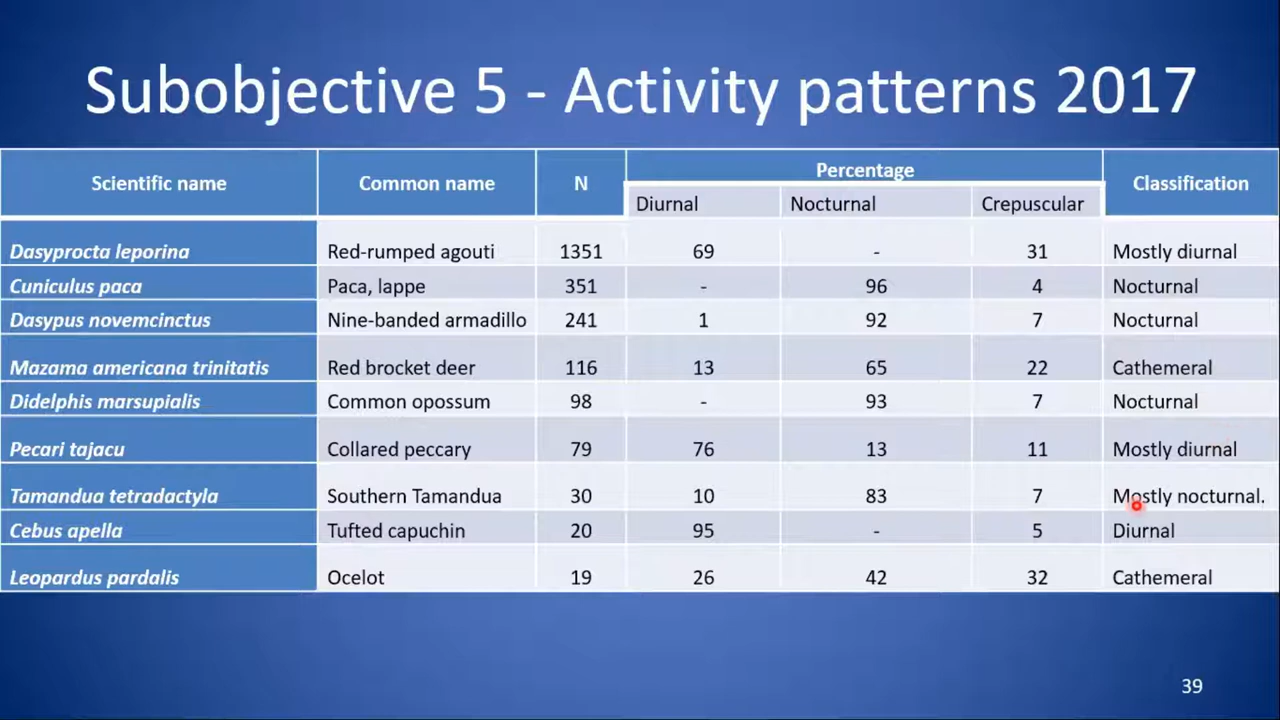 Subobjective 5 - Activity patterns 2017
Scientific name Common name N Percentage Classification
Diurnal Nocturnal Crepuscular
Dasyprocta leporina Red-rumped agouti 1351 69 - 31 Mostly diurnal
Cuniculus paca Paca, lappe 351 - 96 4 Nocturnal
Dasypus novemcinctus Nine-banded armadillo 241 1 92 7 Nocturnal
Mazama americana trinitatis Red brocket deer 116 13 65 22 Cathemeral
Didelphis marsupialis Common opossum 98 - 93 7 Nocturnal
Pecari tajacu Collared peccary 79 76 13 11 Mostly diurnal
Tamandua tetradactyla Southern Tamandua 30 10 83 7 Mostly nocturnal.
Cebus apella Tufted capuchin 20 95 - 5 Diurnal
Leopardus pardalis Ocelot 19 26 42 32 Cathemeral
39